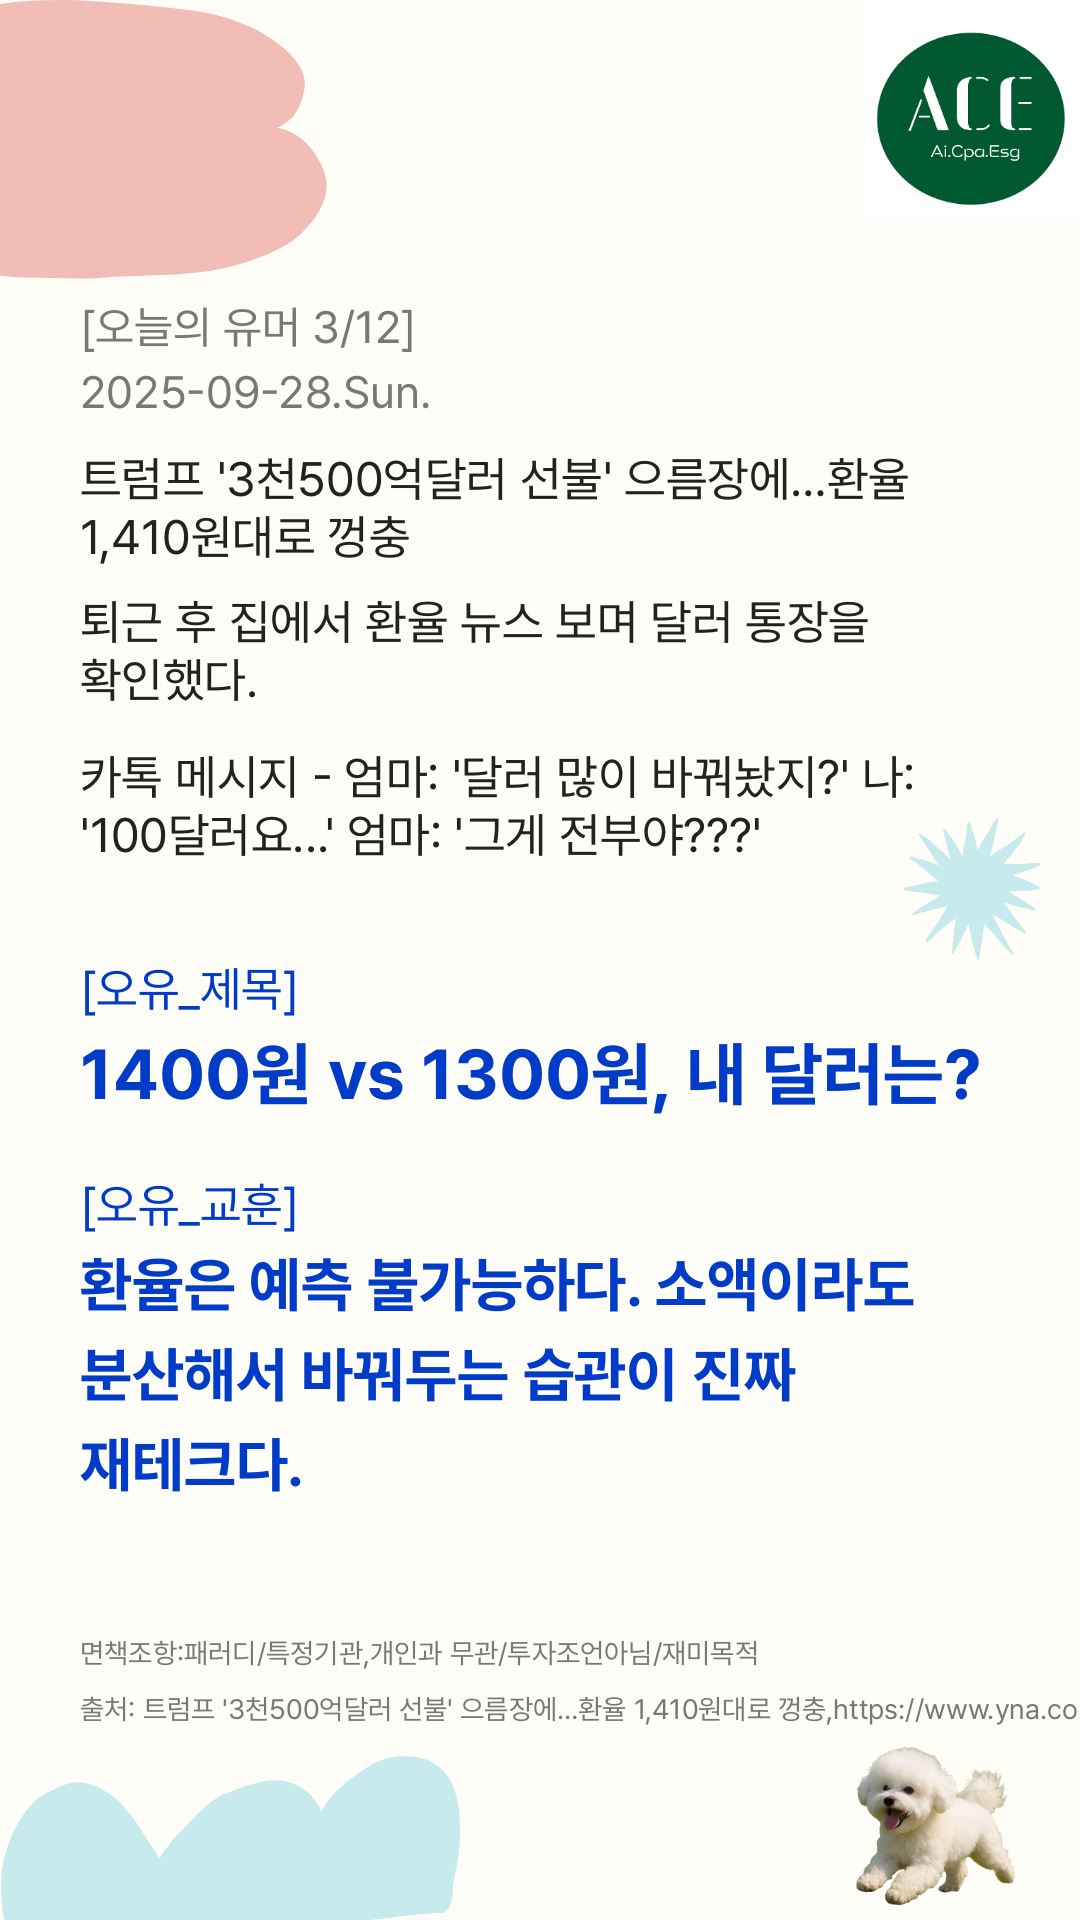 ACE
Ai.Cpa.Esg
[오늘의 유머 3/12]
2025-09-28.Sun.
트럼프 '3천500억달러 선불' 으름장에...환율
1,410원대로 껑충
퇴근 후 집에서 환율 뉴스 보며 달러 통장을
확인했다.
카톡 메시지 - 엄마: '달러 많이 바꿔놨지?' 나:
'100달러요...' 엄마: '그게 전부야???'
[오유_제목]
1400원 vs 1300원, 내 달러는?
[오유_교훈]
환율은 예측 불가능하다. 소액이라도
분산해서 바꿔두는 습관이 진짜
재테크다.
면책조항:패러디/특정기관,개인과 무관/투자조언아님/재미목적
출처: 트럼프 '3천500억달러 선불' 으름장에...환율 1,410원대로 껑충,https://www.yna.co